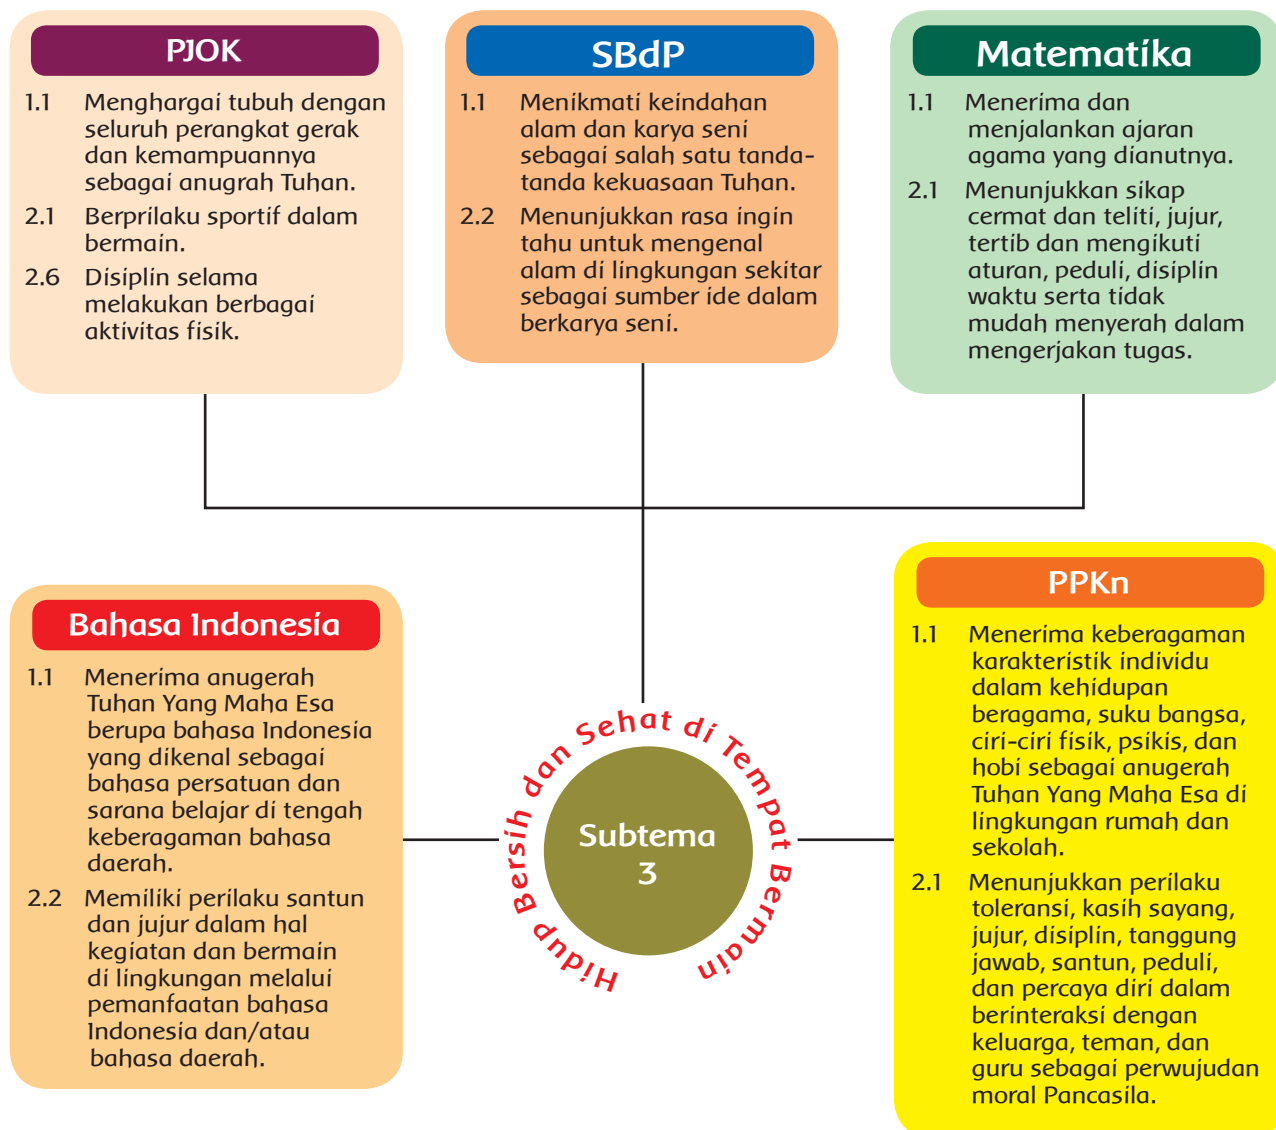 PJOK
1.1 Menghargai tubuh dengan
seluruh perangkat gerak
dan kemampuannya
sebagai anugrah Tuhan.
2.1 Berprilaku sportif dalam
bermain.
2.6 Disiplin selama
melakukan berbagai
aktivitas fisik.
SBdP
1.1 Menikmati keindahan
alam dan karya seni
sebagai salah satu tanda-
tanda kekuasaan Tuhan.
2.2 Menunjukkan rasa ingin
tahu untuk mengenal
alam di lingkungan sekitar
sebagai sumber ide dalam
berkarya seni.
Matematika
1.1 Menerima dan
menjalankan ajaran
agama yang dianutnya.
2.1 Menunjukkan sikap
cermat dan teliti, jujur,
tertib dan mengikuti
aturan, peduli, disiplin
waktu serta tidak
mudah menyerah dalam
mengerjakan tugas.
Bahasa Indonesia
1.1 Menerima anugerah
Tuhan Yang Maha Esa
berupa bahasa Indonesia
yang dikenal sebagai
bahasa persatuan dan
sarana belajar di tengah
keberagaman bahasa
daerah.
2.2 Memiliki perilaku santun
dan jujur dalam hal
kegiatan dan bermain
di lingkungan melalui
pemanfaatan bahasa
Indonesia dan/atau
bahasa daerah.
Hidup Bersih dan Sehat di Tempat Bermain
Subtema
3
PPKn
1.1 Menerima keberagaman
karakteristik individu
dalam kehidupan
beragama, suku bangsa,
ciri-ciri fisik, psikis, dan
hobi sebagai anugerah
Tuhan Yang Maha Esa di
lingkungan rumah dan
sekolah.
2.1 Menunjukkan perilaku
toleransi, kasih sayang,
jujur, disiplin, tanggung
jawab, santun, peduli,
dan percaya diri dalam
berinteraksi dengan
keluarga, teman, dan
guru sebagai perwujudan
moral Pancasila.